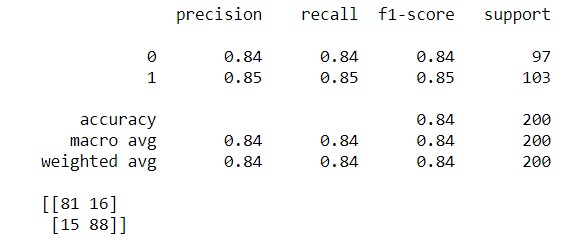 precision recall f1-score support
0 0.84 0.84 0.84 97
1 0.85 0.85 0.85 103
accuracy 0.84 200
macro avg 0.84 0.84 0.84 200
weighted avg 0.84 0.84 0.84 200
[[81 16]
[15 88]]